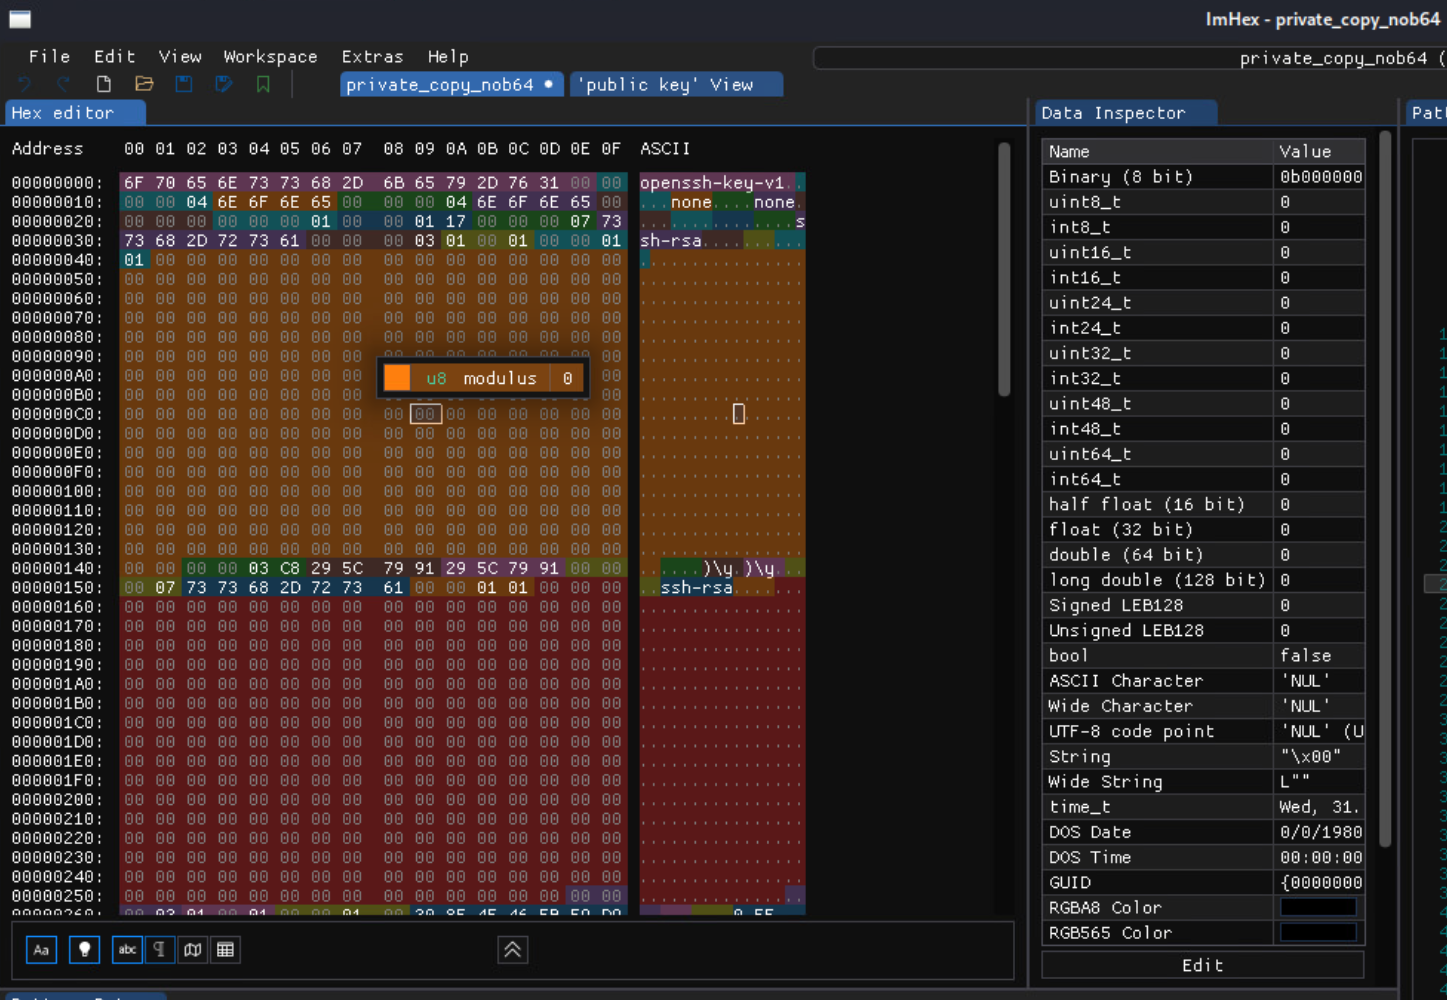 ImHex - private_copy_nob64
File Edit View Workspace Extras Help
private_copy_nob64 (
private_copy_nob64 • 'public key' View
Hex editor
Address 00 01 02 03 04 05 06 07 08 09 0A 0B 0C 0D 0E 0F ASCII
00000000: 6F 70 65 6E 73 73 68 2D 6B 65 79 2D 76 31 00 00 openssh-key-v1..
00000010: 00 00 04 6E 6F 6E 65 00 00 00 04 6E 6F 6E 65 00 ...none....none.
00000020: 00 00 00 00 00 00 01 00 00 01 17 00 00 00 07 73 ...............s
00000030: 73 68 2D 72 73 61 00 00 00 03 01 00 01 00 00 01 sh-rsa..........
00000040: 01 00 00 00 00 00 00 00 00 00 00 00 00 00 00 00 ................
00000050: 00 00 00 00 00 00 00 00 00 00 00 00 00 00 00 00 ................
00000060: 00 00 00 00 00 00 00 00 00 00 00 00 00 00 00 00 ................
00000070: 00 00 00 00 00 00 00 00 00 00 00 00 00 00 00 00 ................
00000080: 00 00 00 00 00 00 00 00 00 00 00 00 00 00 00 00 ................
00000090: 00 00 00 00 00 00 00 00 00 00 00 00 00 00 00 00 ................
000000A0: 00 00 00 00 00 00 00 00 ................
u8 modulus 0
000000B0: 00 00 00 00 00 00 00 00 ................
000000C0: 00 00 00 00 00 00 00 00 00 00 00 00 00 00 00 00 ................
000000D0: 00 00 00 00 00 00 00 00 00 00 00 00 00 00 00 00 ................
000000E0: 00 00 00 00 00 00 00 00 00 00 00 00 00 00 00 00 ................
000000F0: 00 00 00 00 00 00 00 00 00 00 00 00 00 00 00 00 ................
00000100: 00 00 00 00 00 00 00 00 00 00 00 00 00 00 00 00 ................
00000110: 00 00 00 00 00 00 00 00 00 00 00 00 00 00 00 00 ................
00000120: 00 00 00 00 00 00 00 00 00 00 00 00 00 00 00 00 ................
00000130: 00 00 00 00 00 00 00 00 00 00 00 00 00 00 00 00 ................
00000140: 00 00 00 00 03 C8 29 5C 79 91 29 5C 79 91 00 00 ......)\y.)\y...
00000150: 00 07 73 73 68 2D 72 73 61 00 00 01 01 00 00 00 ..ssh-rsa.......
00000160: 00 00 00 00 00 00 00 00 00 00 00 00 00 00 00 00 ................
00000170: 00 00 00 00 00 00 00 00 00 00 00 00 00 00 00 00 ................
00000180: 00 00 00 00 00 00 00 00 00 00 00 00 00 00 00 00 ................
00000190: 00 00 00 00 00 00 00 00 00 00 00 00 00 00 00 00 ................
000001A0: 00 00 00 00 00 00 00 00 00 00 00 00 00 00 00 00 ................
000001B0: 00 00 00 00 00 00 00 00 00 00 00 00 00 00 00 00 ................
000001C0: 00 00 00 00 00 00 00 00 00 00 00 00 00 00 00 00 ................
000001D0: 00 00 00 00 00 00 00 00 00 00 00 00 00 00 00 00 ................
000001E0: 00 00 00 00 00 00 00 00 00 00 00 00 00 00 00 00 ................
000001F0: 00 00 00 00 00 00 00 00 00 00 00 00 00 00 00 00 ................
00000200: 00 00 00 00 00 00 00 00 00 00 00 00 00 00 00 00 ................
00000210: 00 00 00 00 00 00 00 00 00 00 00 00 00 00 00 00 ................
00000220: 00 00 00 00 00 00 00 00 00 00 00 00 00 00 00 00 ................
00000230: 00 00 00 00 00 00 00 00 00 00 00 00 00 00 00 00 ................
00000240: 00 00 00 00 00 00 00 00 00 00 00 00 00 00 00 00 ................
00000250: 00 00 00 00 00 00 00 00 00 00 00 00 00 00 00 00 ................
00000260: 00 03 01 00 01 00 00 01 00
Aa abc ¶
Data Inspector
Name Value
Binary (8 bit) 0b000000
uint8_t 0
int8_t 0
uint16_t 0
int16_t 0
uint24_t 0
int24_t 0
uint32_t 0
int32_t 0
uint48_t 0
int48_t 0
uint64_t 0
int64_t 0
half float (16 bit) 0
float (32 bit) 0
double (64 bit) 0
long double (128 bit) 0
Signed LEB128 0
Unsigned LEB128 0
bool false
ASCII Character 'NUL'
Wide Character 'NUL'
UTF-8 code point 'NUL' (U
String "\x00"
Wide String L""
time_t Wed, 31.
DOS Date 0/0/1980
DOS Time 00:00:00
GUID {0000000
RGBA8 Color
RGB565 Color
Edit